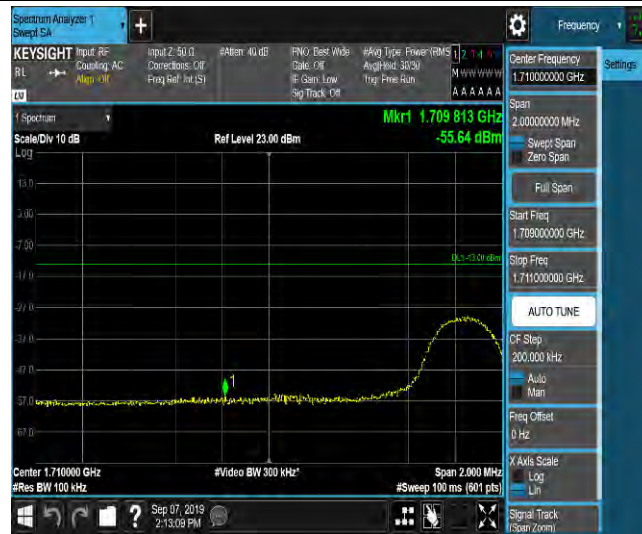 Spectrum Analyzer 1
Swept SA
+
Frequency
KEYSIGHT
RL
Input: RF
Coupling: AC
Align: Off
Input Z: 50 Ω
Corrections: Off
Freq Ref: Int (S)
#Atten: 40 dB
PNO: Best Wide
Gate: Off
IF Gain: Low
Sig Track: Off
#Avg Type: Power (RMS
Avg|Hold: 30/30
Trig: Free Run
1 2 3 4 5 6
M W W W W W
A A A A A A
1 Spectrum
Scale/Div 10 dB
Log
Ref Level 23.00 dBm
Mkr1 1.709 813 GHz
-55.64 dBm
13.0
3.00
-7.00
-17.0
-27.0
-37.0
-47.0
-57.0
-67.0
DL1 -13.00 dBm
1
Center 1.710000 GHz
#Res BW 100 kHz
#Video BW 300 kHz*
Span 2.000 MHz
#Sweep 100 ms (601 pts)
Sep 07, 2019
2:13:09 PM
?
Center Frequency
1.710000000 GHz
Settings
Span
2.00000000 MHz
Swept Span
Zero Span
Full Span
Start Freq
1.709000000 GHz
Stop Freq
1.711000000 GHz
AUTO TUNE
CF Step
200.000 kHz
Auto
Man
Freq Offset
0 Hz
X Axis Scale
Log
Lin
Signal Track
(Span Zoom)